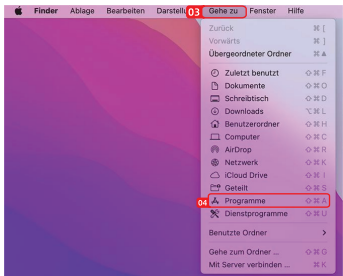 Finder Ablage Bearbeiten Darstellu 03 Gehe zu Fenster Hilfe
Zurück ⌘ [
Vorwärts ⌘ ]
Übergeordneter Ordner ⌘▲
Zuletzt benutzt ⇧⌘F
Dokumente ⇧⌘O
Schreibtisch ⇧⌘D
Downloads ⌥⌘L
Benutzerordner ⇧⌘H
Computer ⇧⌘C
AirDrop ⇧⌘R
Netzwerk ⇧⌘K
iCloud Drive ⇧⌘I
Geteilt ⇧⌘S
04 Programme ⇧⌘A
Dienstprogramme ⇧⌘U
Benutzte Ordner >
Gehe zum Ordner ... ⇧⌘G
Mit Server verbinden ... ⌘K